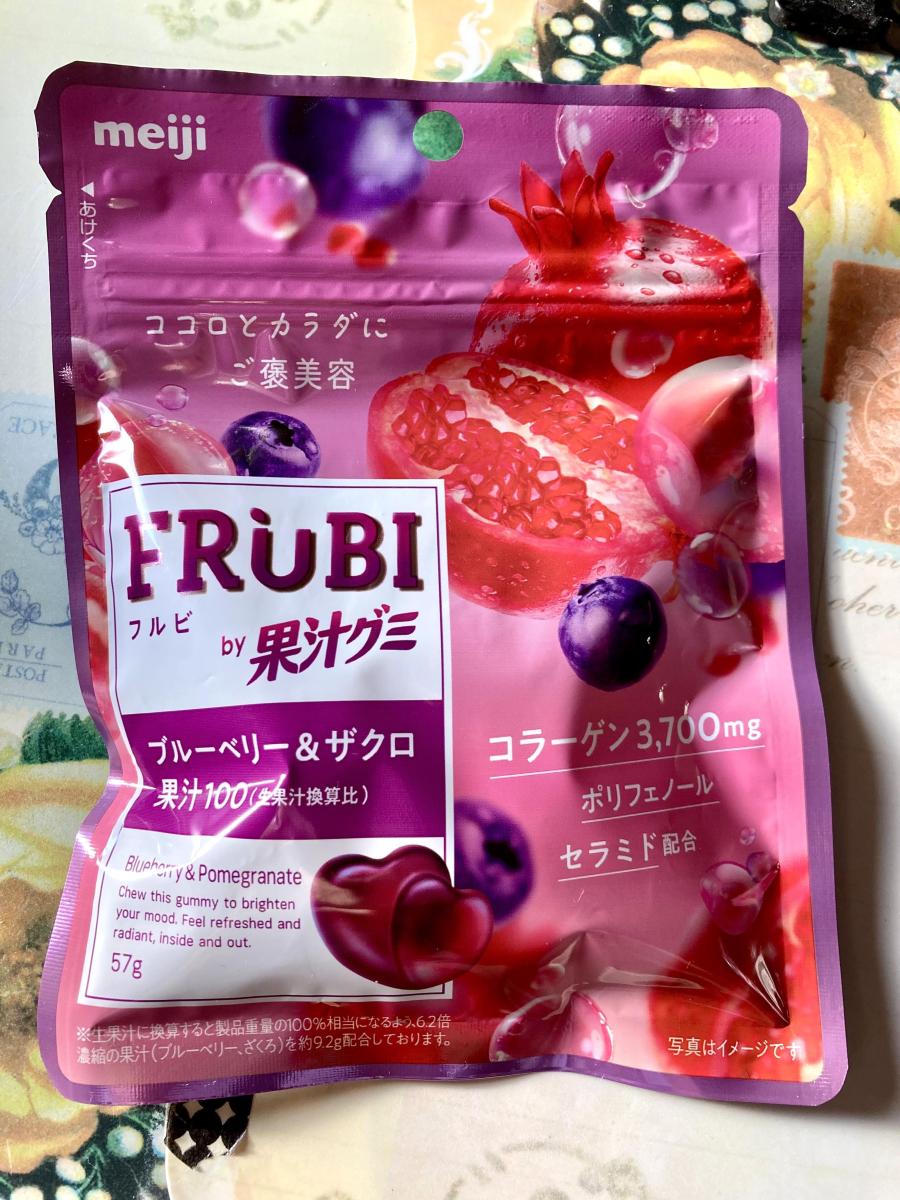 meiji
◀あけくち
ココロとカラダに
ご褒美容
FRÙBI
フルビ
by 果汁グミ
ブルーベリー&ザクロ
果汁100(生果汁換算比)
コラーゲン3,700mg
ポリフェノール
セラミド配合
Blueberry & Pomegranate
Chew this gummy to brighten
your mood. Feel refreshed and
radiant, inside and out.
57g
※生果汁に換算すると製品重量の100%相当になるよう、6.2倍
濃縮の果汁(ブルーベリー、ざくろ)を約9.2g配合しております。
写真はイメージです